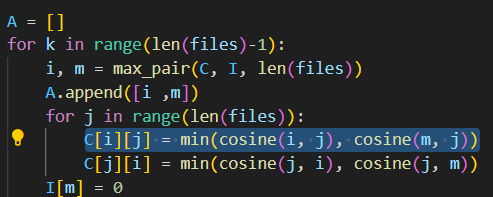 A = []
for k in range(len(files)-1):
    i, m = max_pair(C, I, len(files))
    A.append([i ,m])
    for j in range(len(files)):
        C[i][j] = min(cosine(i, j), cosine(m, j))
        C[j][i] = min(cosine(j, i), cosine(j, m))
    I[m] = 0